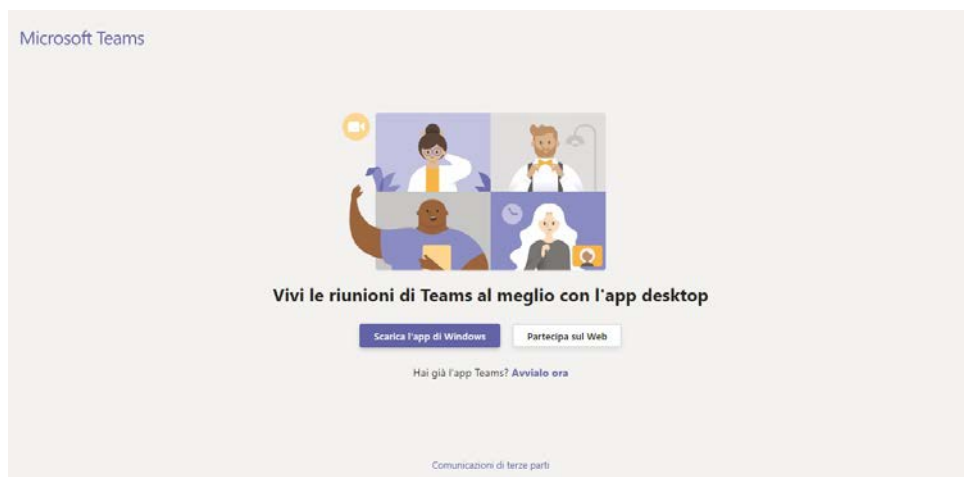 Microsoft Teams
Vivi le riunioni di Teams al meglio con l'app desktop
Scarica l'app di Windows
Partecipa sul Web
Hai già l'app Teams? Avvialo ora
Comunicazioni di terze parti